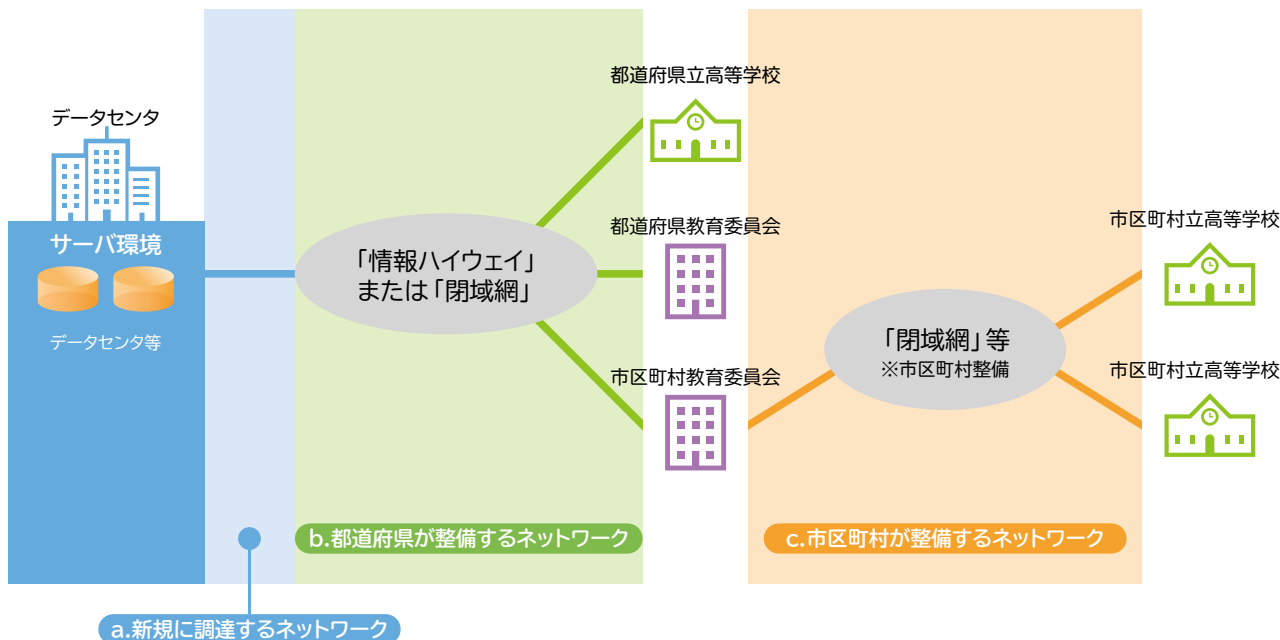 データセンタ
サーバ環境
データセンタ等
「情報ハイウェイ」
または「閉域網」
都道府県立高等学校
都道府県教育委員会
市区町村教育委員会
「閉域網」等
※市区町村整備
市区町村立高等学校
市区町村立高等学校
a.新規に調達するネットワーク
b.都道府県が整備するネットワーク
c.市区町村が整備するネットワーク